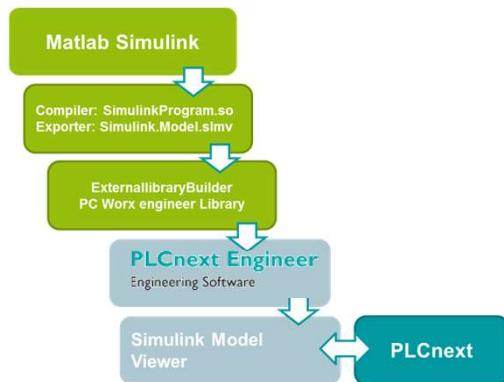 Matlab Simulink
Compiler: SimulinkProgram.so
Exporter: Simulink.Model.slmv
ExternallibraryBuilder
PC Worx engineer Library
PLCnext Engineer
Engineering Software
Simulink Model
Viewer
PLCnext